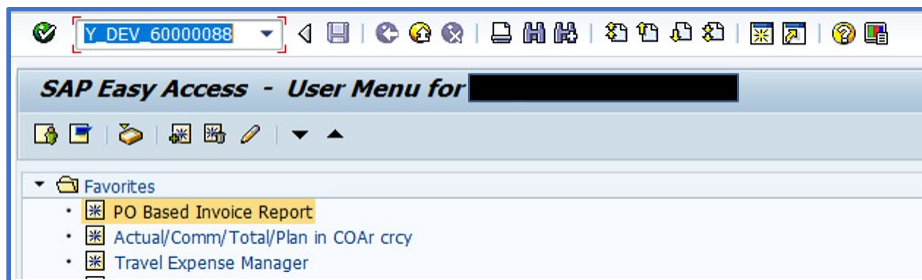 Y_DEV_60000088
SAP Easy Access - User Menu for
Favorites
PO Based Invoice Report
Actual/Comm/Total/Plan in COAr crcy
Travel Expense Manager